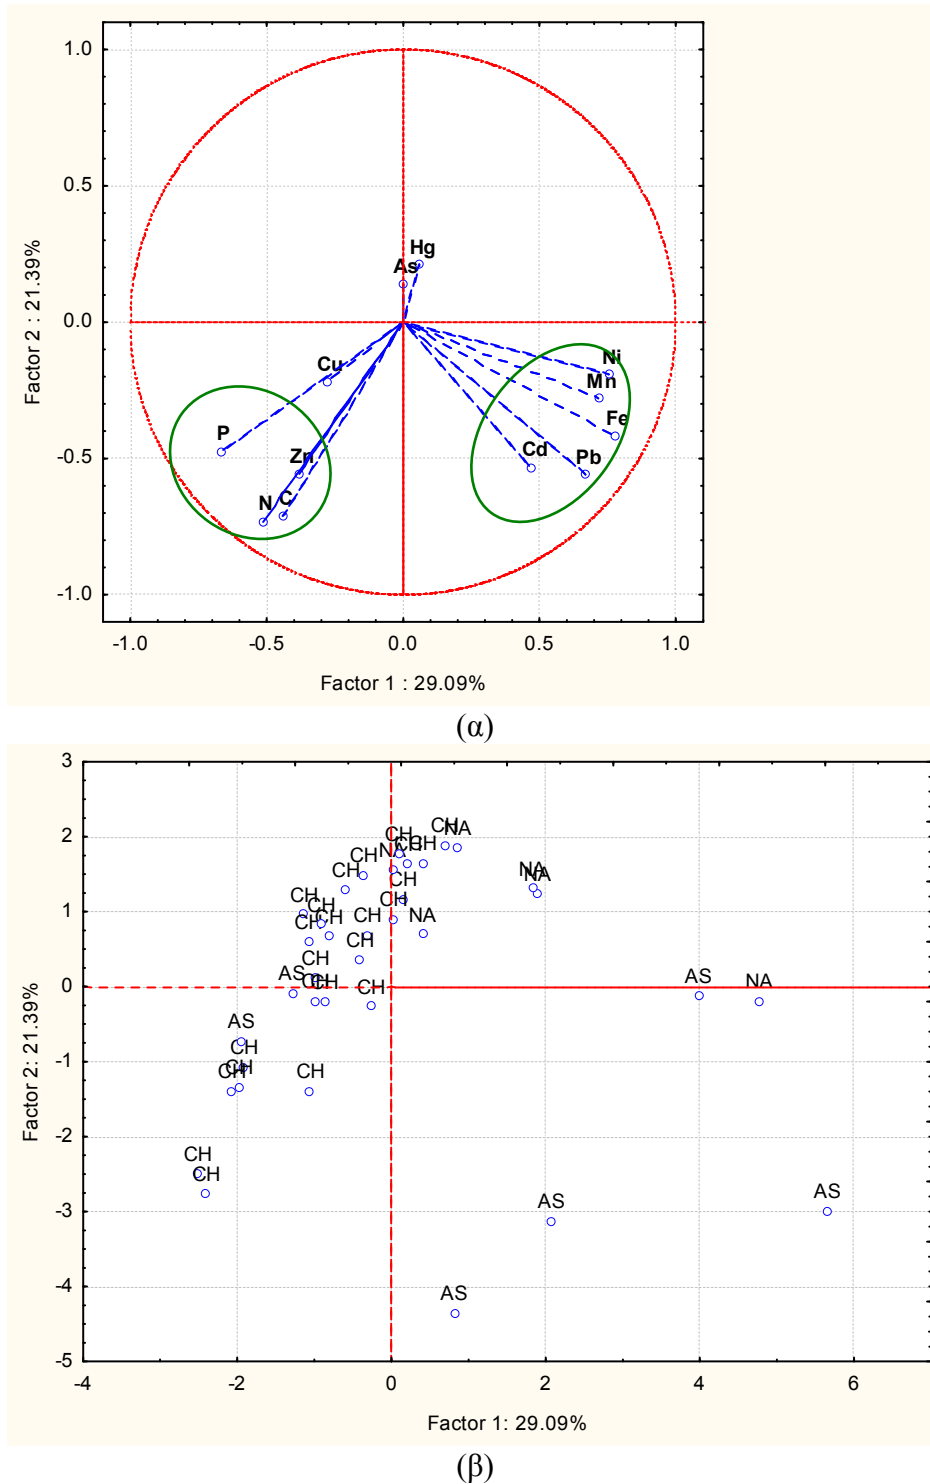 1.0
0.5
0.0
-0.5
-1.0
Factor 2 : 21.39%
Hg
As
Cu
Ni
Mn
P
Fe
Zn
Cd
Pb
N C
-1.0 -0.5 0.0 0.5 1.0
Factor 1 : 29.09%
(α)
3
2
1
0
-1
-2
-3
-4
-5
Factor 2: 21.39%
CH NA
CH
CH CH
NA
CH
CH
NA
NA
CH
CH
CH
CH
CH
CH NA
CH
CH
CH
AS
CH
CH
CH
AS NA
AS
CH
CH
CH
CH
CH
CH
AS
AS
AS
-4 -2 0 2 4 6
Factor 1: 29.09%
(β)